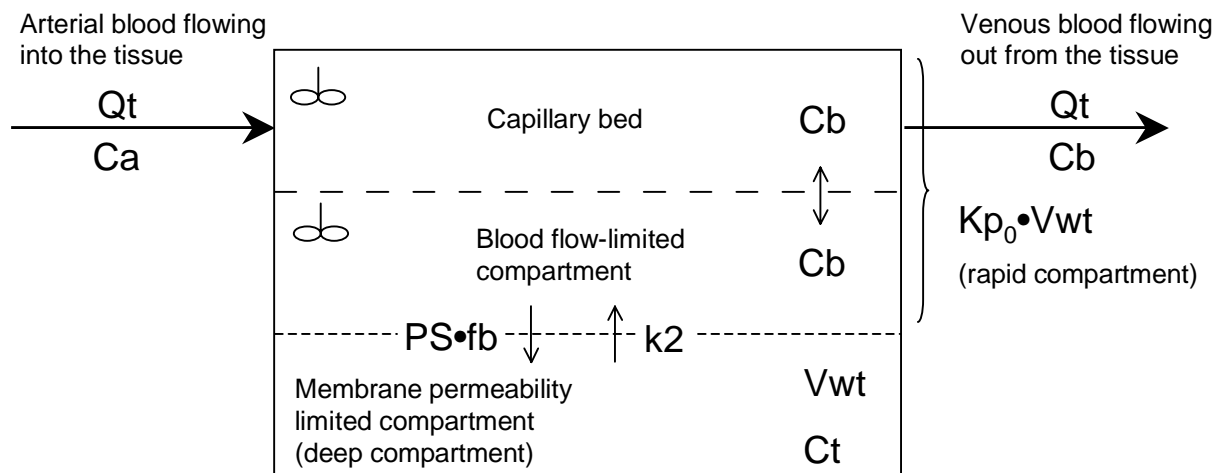 Arterial blood flowing
into the tissue
Qt
Ca
Capillary bed
Cb
Blood flow-limited
compartment
Cb
PS•fb
k2
Membrane permeability
limited compartment
(deep compartment)
Vwt
Ct
Venous blood flowing
out from the tissue
Qt
Cb
Kp₀•Vwt
(rapid compartment)